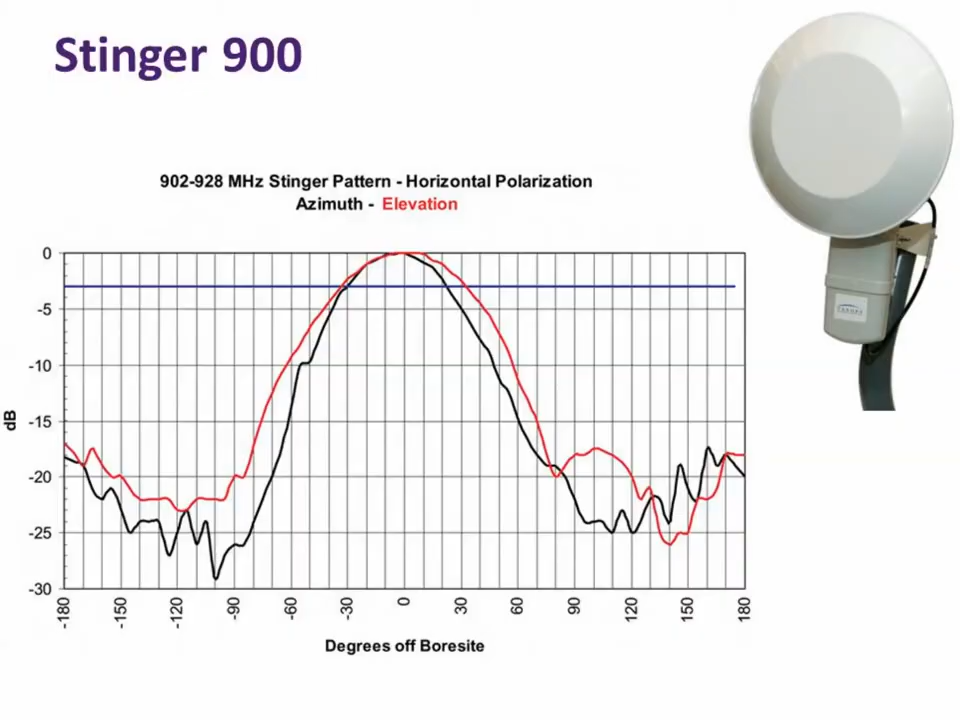 Stinger 900
902-928 MHz Stinger Pattern - Horizontal Polarization
Azimuth - Elevation
0
-5
-10
-15
-20
-25
-30
dB
-180 -150 -120 -90 -60 -30 0 30 60 90 120 150 180
Degrees off Boresite